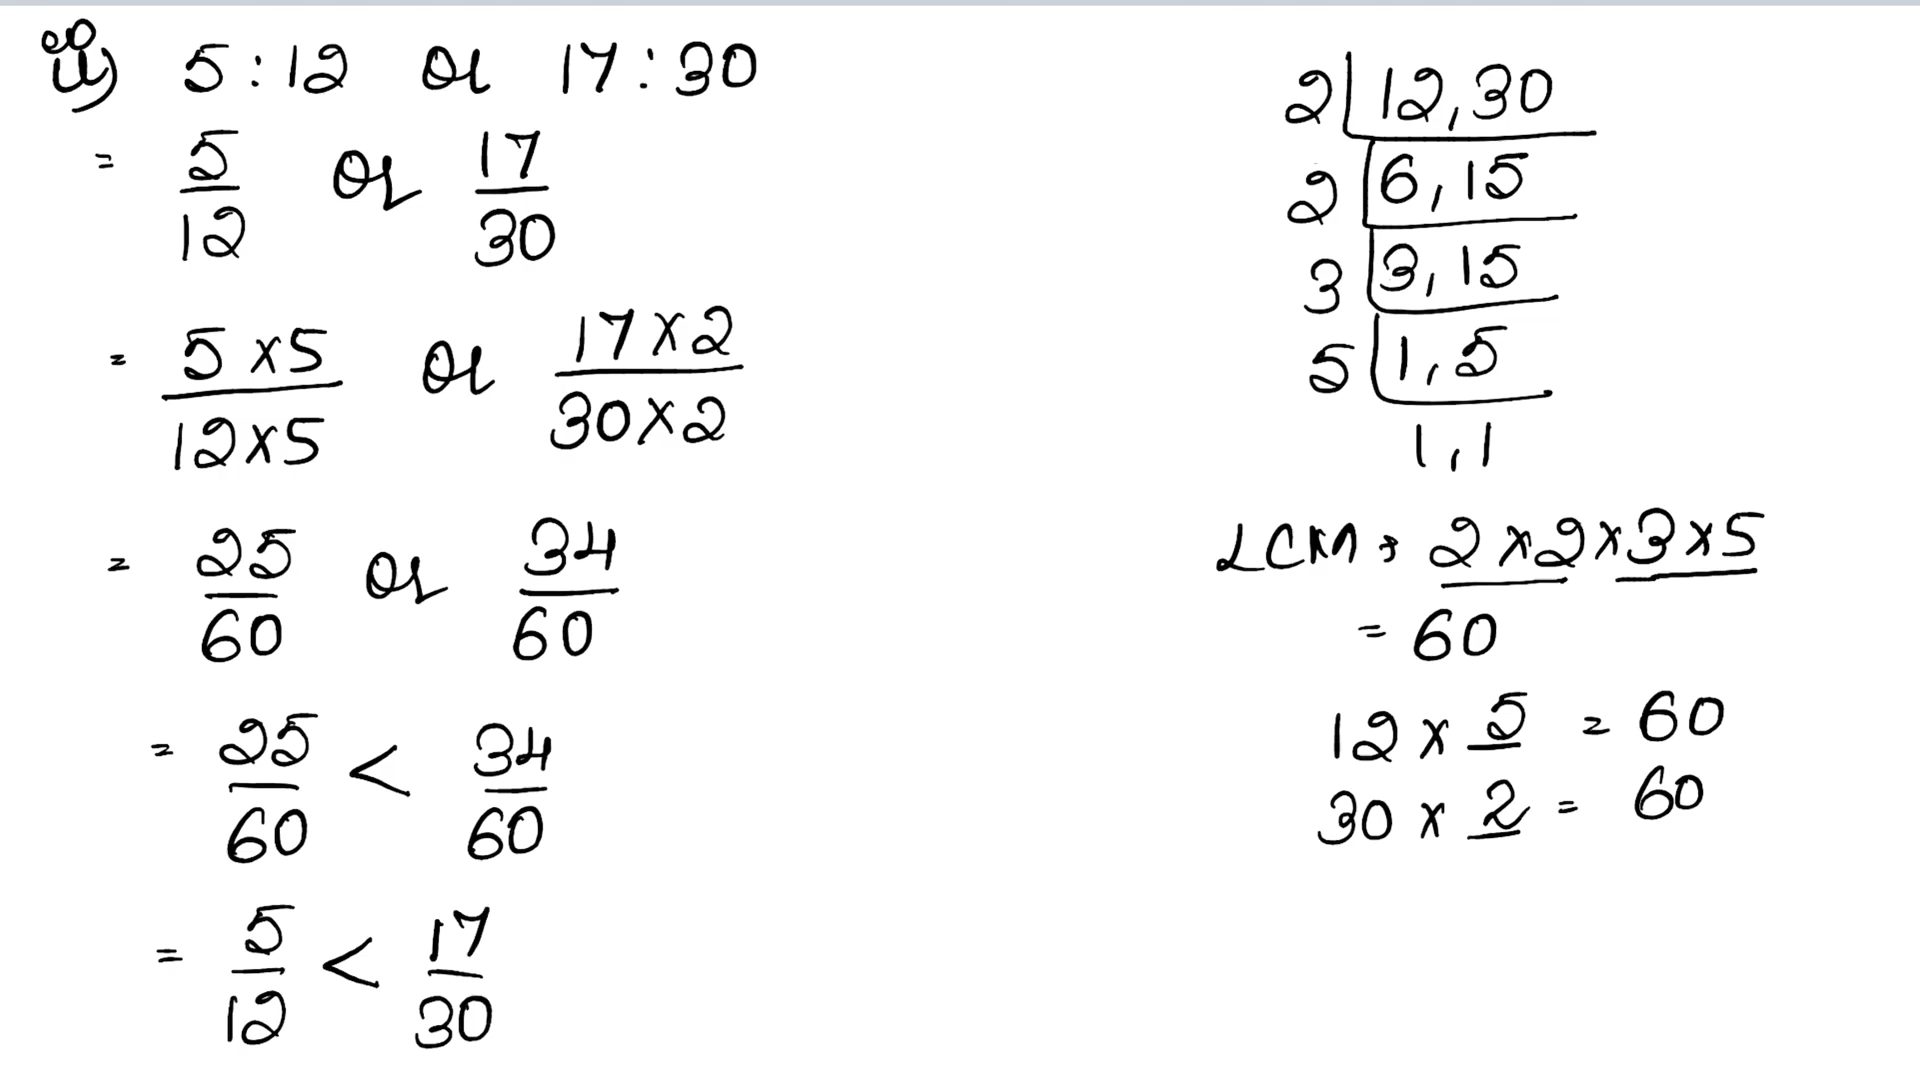 ii) 5 : 12 or 17 : 30
= 5/12 or 17/30
= 5 × 5 / 12 × 5 or 17 × 2 / 30 × 2
= 25/60 or 34/60
= 25/60 < 34/60
= 5/12 < 17/30
2 | 12, 30
2 | 6, 15
3 | 3, 15
5 | 1, 5
1, 1
LCM = 2 × 2 × 3 × 5
= 60
12 × 5 = 60
30 × 2 = 60